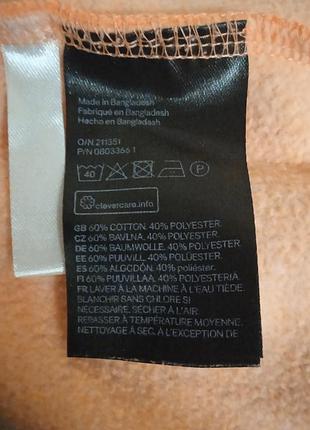 Made in Bangladesh
Fabriqué en Bangladesh
Hecho en Bangladesh
O/N 211351
P/N 0803366 1
40 P
clevercare.info
GB 60% COTTON. 40% POLYESTER.
CZ 60% BAVLNA. 40% POLYESTER.
DE 60% BAUMWOLLE. 40% POLYESTER.
EE 60% PUUVILL. 40% POLÜESTER.
ES 60% ALGODÓN. 40% poliéster.
FI 60% PUUVILLAA. 40% POLYESTERIA.
FR LAVER À LA MACHINE À L'EAU TIÈDE.
BLANCHIR SANS CHLORE SI
NÉCESSAIRE. SÉCHER À L'AIR.
REPASSER À TEMPÉRATURE MOYENNE.
NETTOYAGE À SEC. À L'EXCEPTION DE